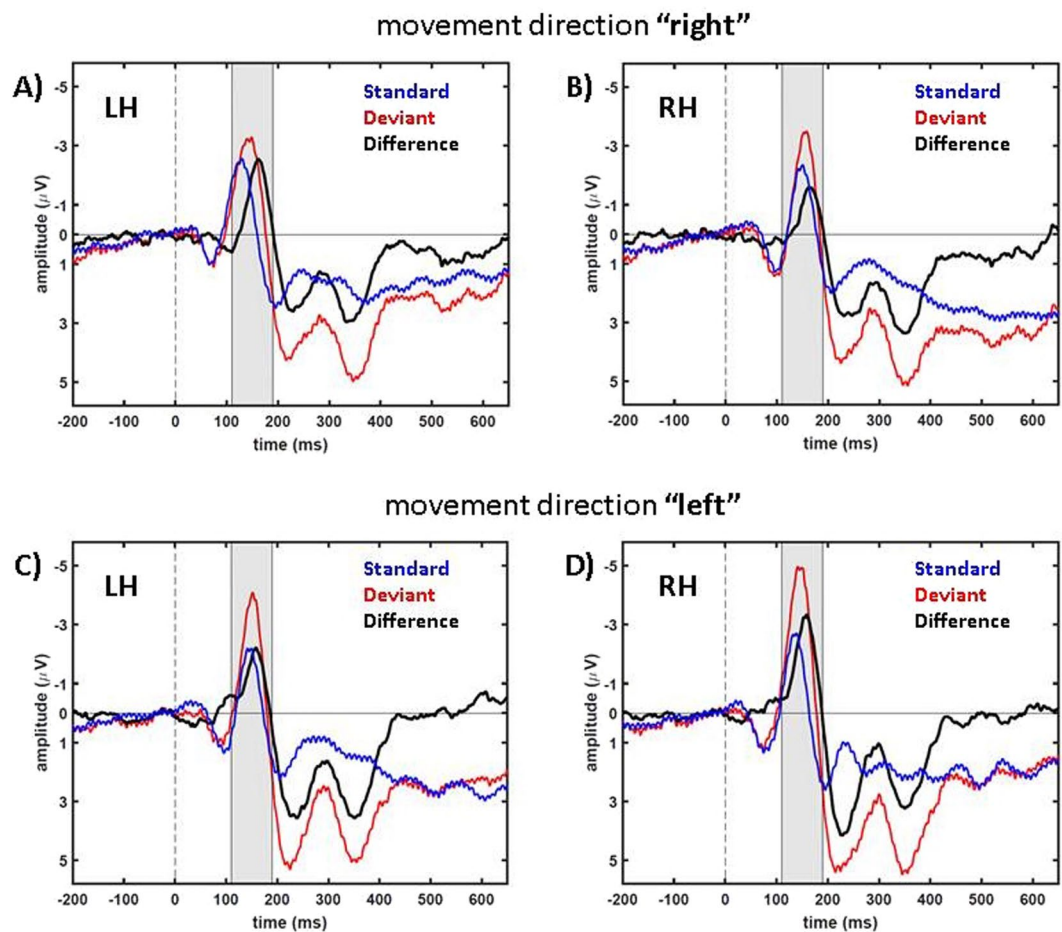 movement direction “right”
A)
LH
Standard
Deviant
Difference
-5
-3
-1
0
1
3
5
amplitude (μV)
-200 -100 0 100 200 300 400 500 600
time (ms)
B)
RH
Standard
Deviant
Difference
-5
-3
-1
0
1
3
5
amplitude (μV)
-200 -100 0 100 200 300 400 500 600
time (ms)
movement direction “left”
C)
LH
Standard
Deviant
Difference
-5
-3
-1
0
1
3
5
amplitude (μV)
-200 -100 0 100 200 300 400 500 600
time (ms)
D)
RH
Standard
Deviant
Difference
-5
-3
-1
0
1
3
5
amplitude (μV)
-200 -100 0 100 200 300 400 500 600
time (ms)